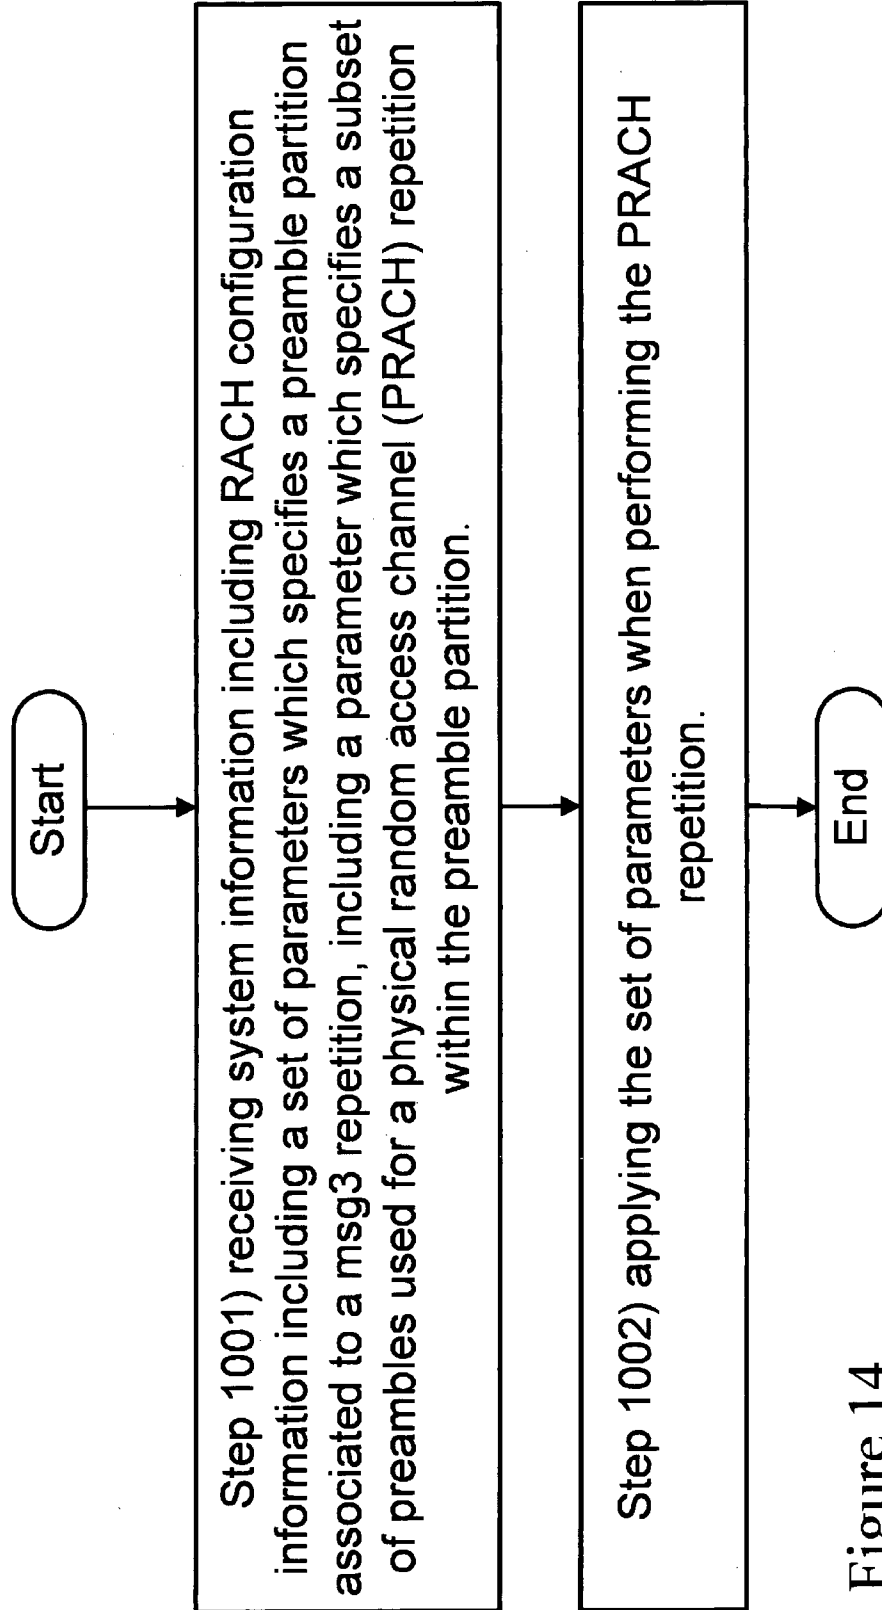 Start
Step 1001) receiving system information including RACH configuration
information including a set of parameters which specifies a preamble partition
associated to a msg3 repetition, including a parameter which specifies a subset
of preambles used for a physical random access channel (PRACH) repetition
within the preamble partition.
Step 1002) applying the set of parameters when performing the PRACH
repetition.
End
Figure 14